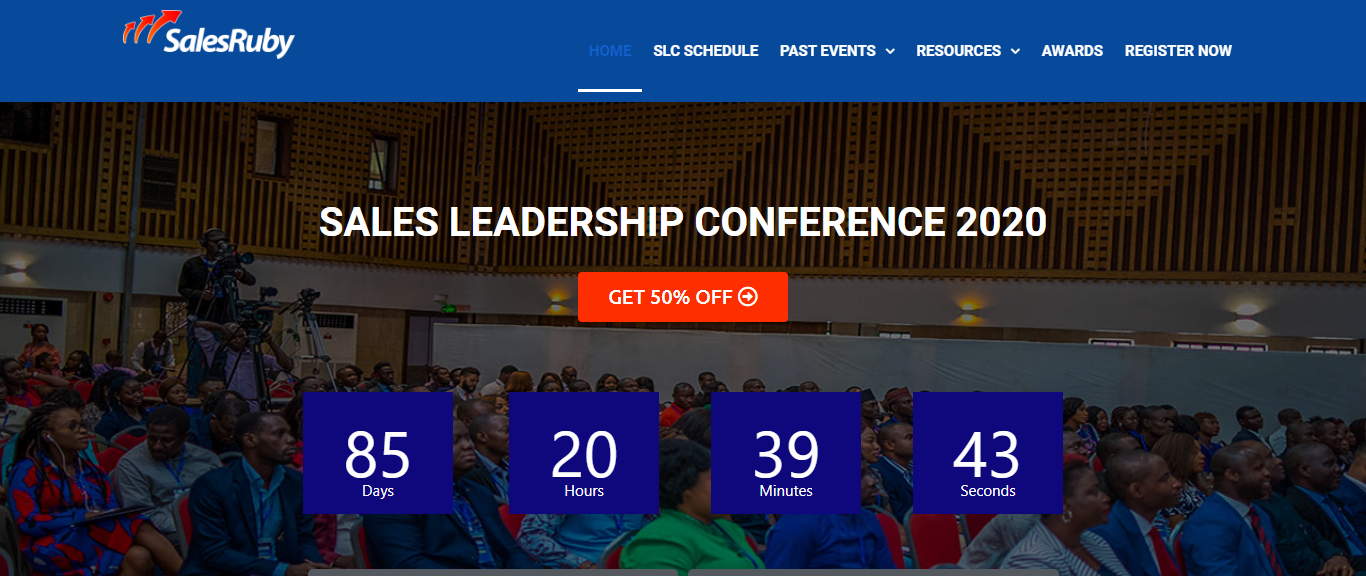 SalesRuby
HOME SLC SCHEDULE PAST EVENTS RESOURCES AWARDS REGISTER NOW
SALES LEADERSHIP CONFERENCE 2020
GET 50% OFF
85 20 39 43
Days Hours Minutes Seconds